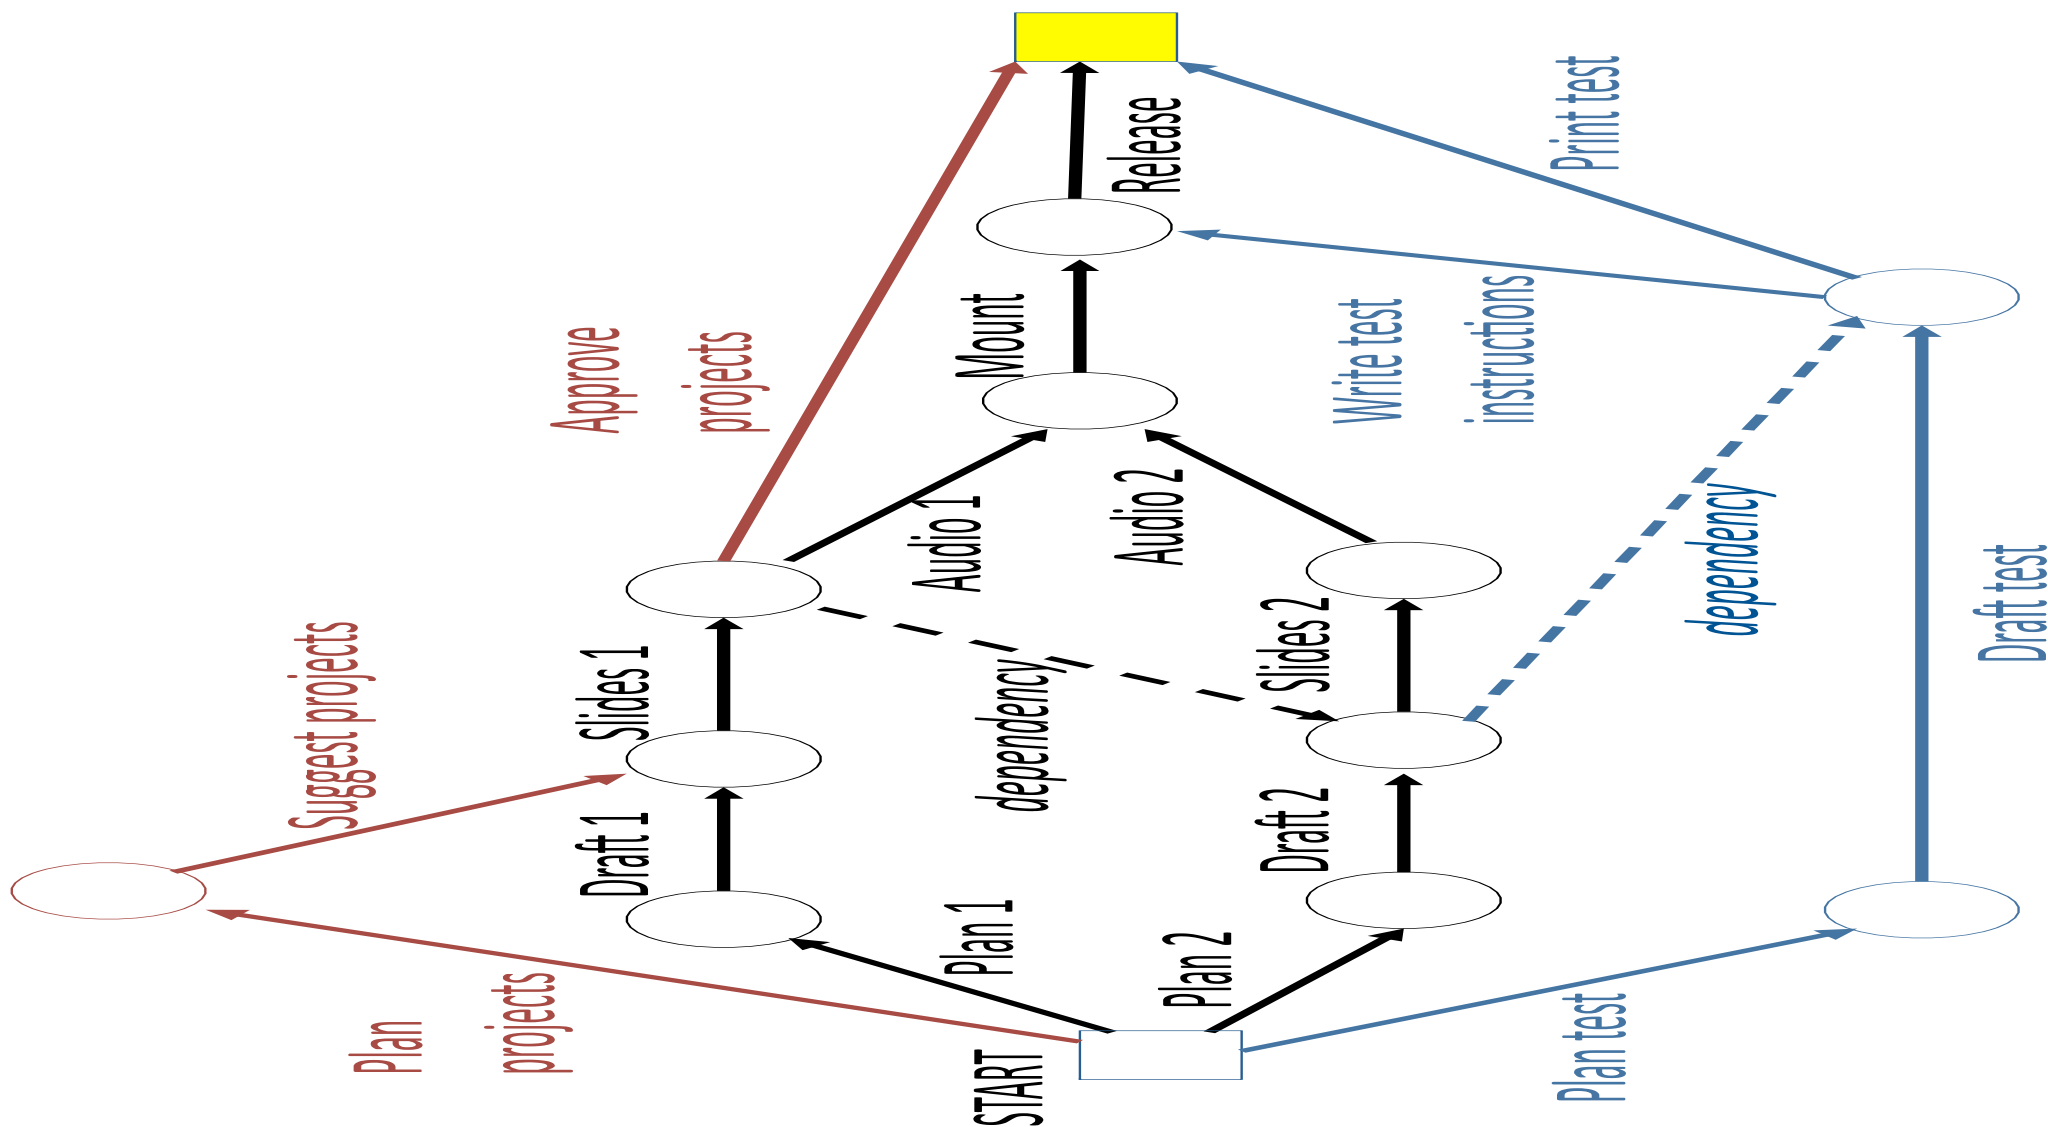 START
Plan
projects
Suggest projects
Approve
projects
Plan 1
Draft 1
Slides 1
Audio 1
dependency
Mount
Release
Plan 2
Draft 2
Slides 2
Audio 2
Plan test
Draft test
dependency
Write test
instructions
Print test